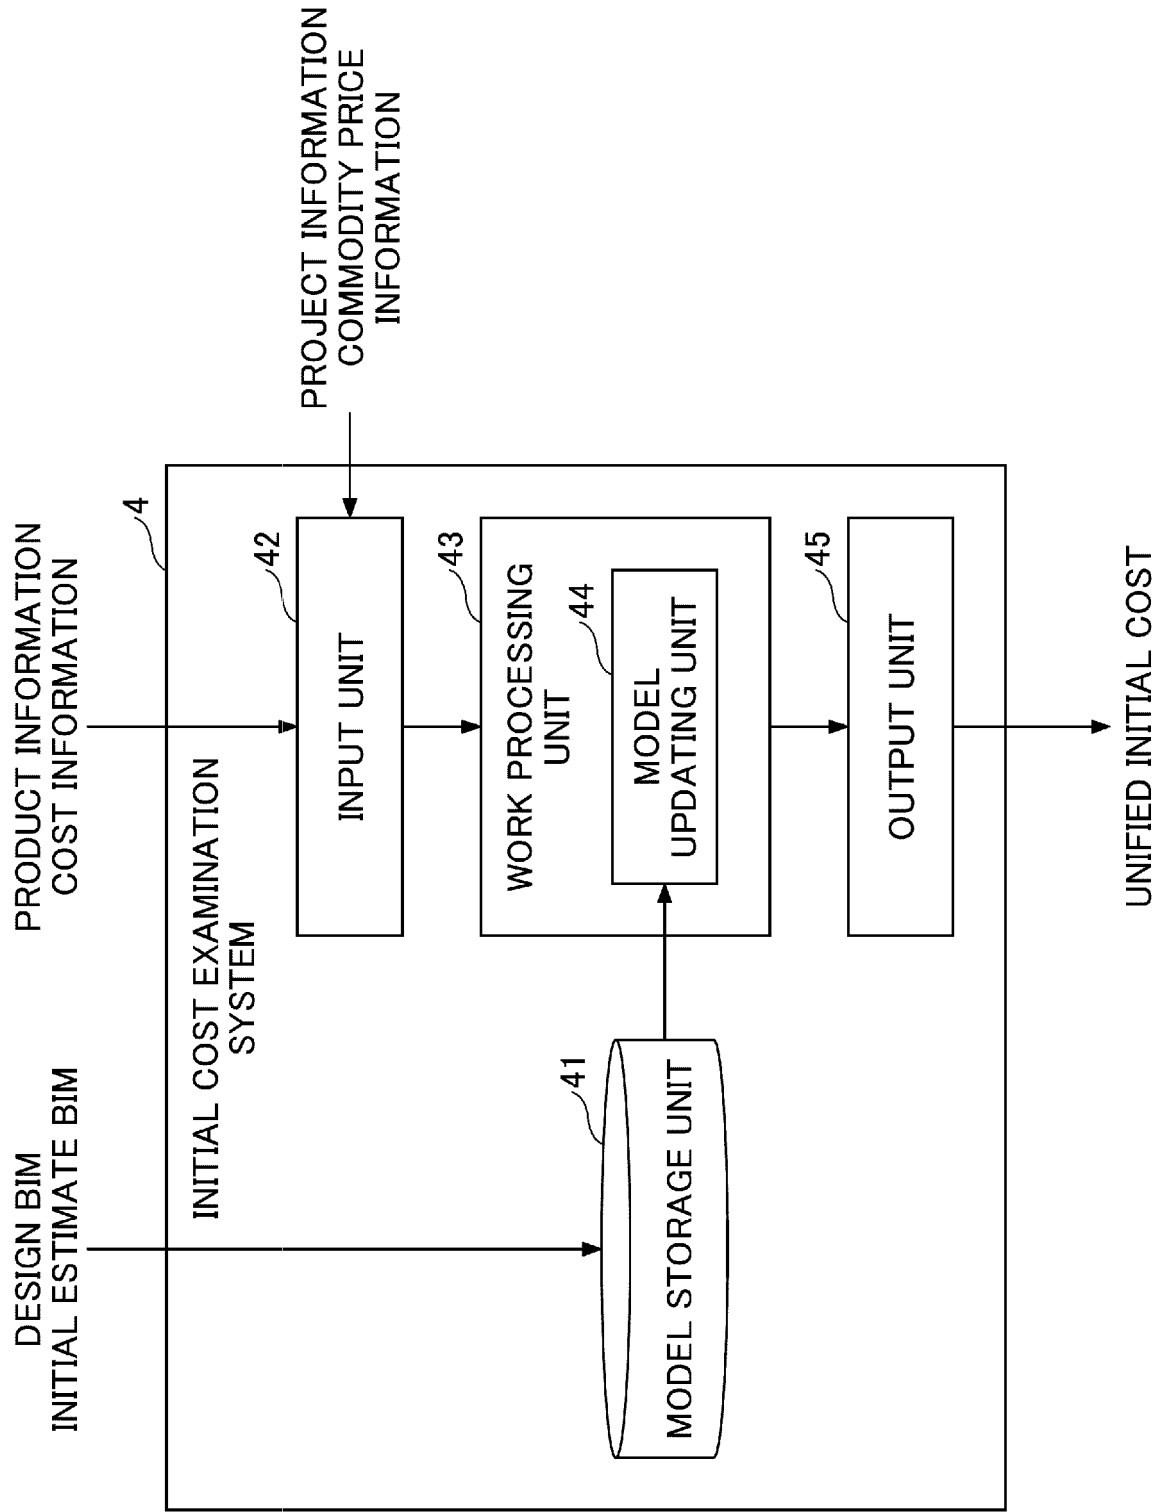 DESIGN BIM
INITIAL ESTIMATE BIM
PRODUCT INFORMATION
COST INFORMATION
4
INITIAL COST EXAMINATION
SYSTEM
42
INPUT UNIT
PROJECT INFORMATION
COMMODITY PRICE
INFORMATION
43
WORK PROCESSING
UNIT
44
MODEL
UPDATING UNIT
41
MODEL STORAGE UNIT
45
OUTPUT UNIT
UNIFIED INITIAL COST